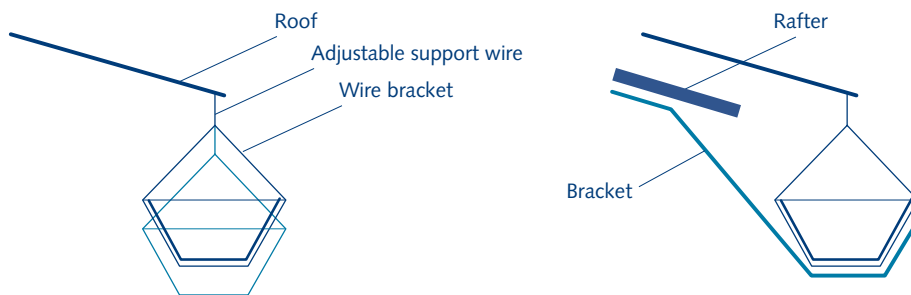 Roof
Adjustable support wire
Wire bracket
Rafter
Bracket